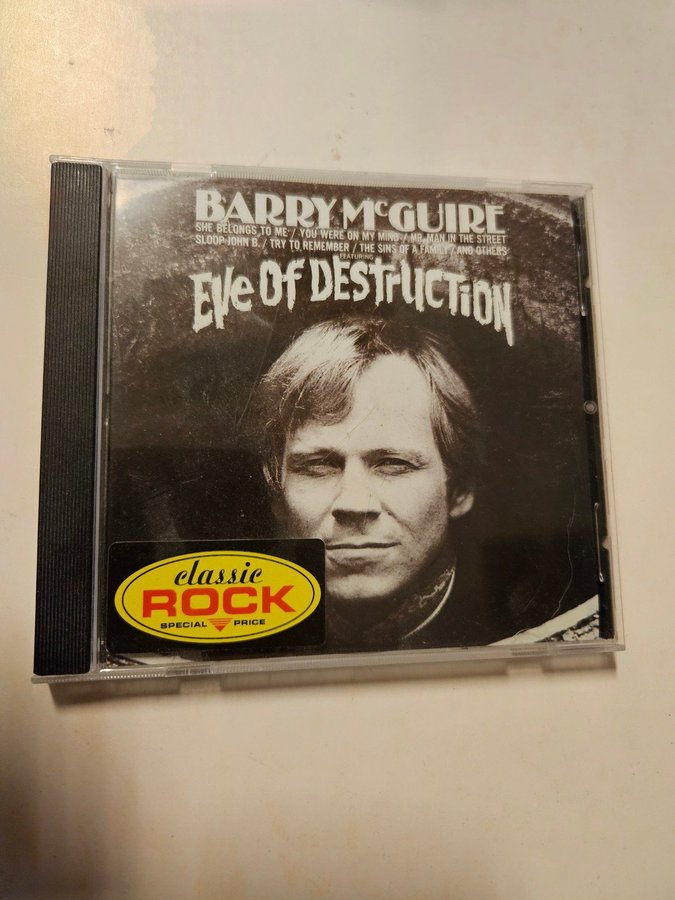 BARRY McGUIRE
SHE BELONGS TO ME / YOU WERE ON MY MIND / MR. MAN IN THE STREET
SLOOP JOHN B. / TRY TO REMEMBER / THE SINS OF A FAMILY / AND OTHERS
FEATURING
EVe OF DESTRUCTiON
classic
ROCK
SPECIAL PRICE